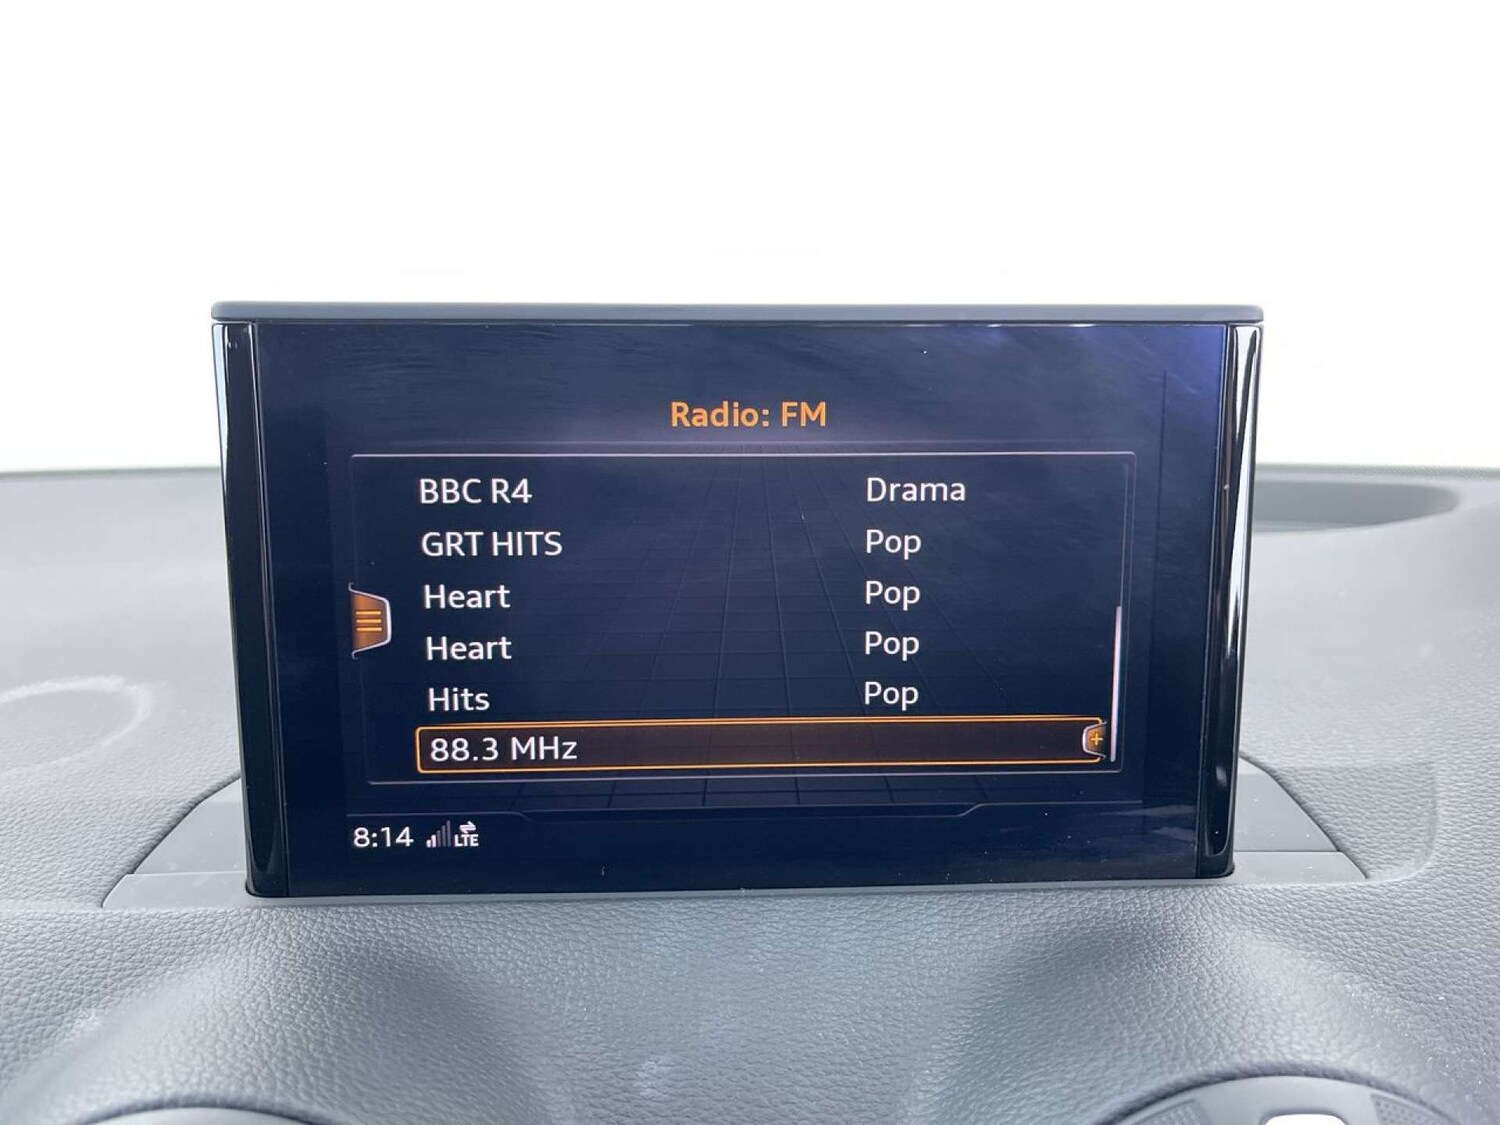 Radio: FM
BBC R4 Drama
GRT HITS Pop
Heart Pop
Heart Pop
Hits Pop
88.3 MHz +
8:14 LTE